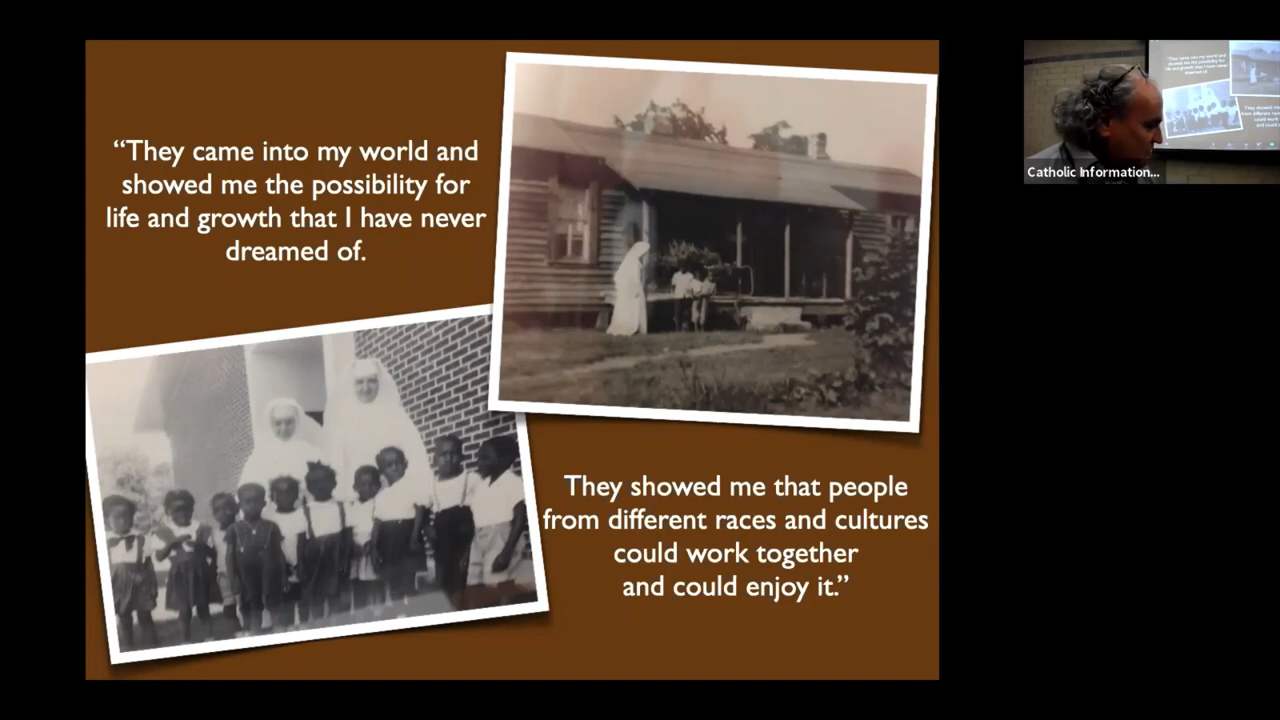 “They came into my world and
showed me the possibility for
life and growth that I have never
dreamed of.
They showed me that people
from different races and cultures
could work together
and could enjoy it.”
Catholic Information...